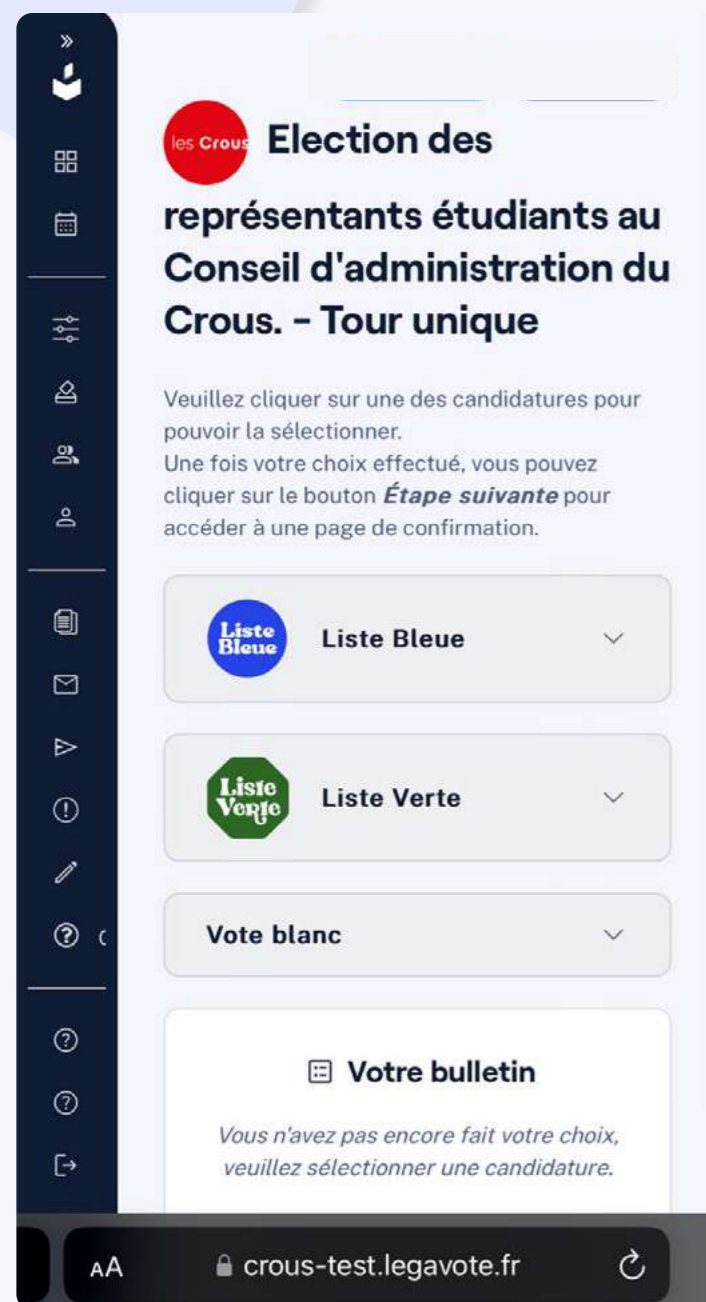 les Crous
Election des
représentants étudiants au
Conseil d'administration du
Crous. - Tour unique
Veuillez cliquer sur une des candidatures pour
pouvoir la sélectionner.
Une fois votre choix effectué, vous pouvez
cliquer sur le bouton Étape suivante pour
accéder à une page de confirmation.
Liste
Bleue
Liste Bleue
Liste
Verte
Liste Verte
Vote blanc
Votre bulletin
Vous n'avez pas encore fait votre choix,
veuillez sélectionner une candidature.
AA
crous-test.legavote.fr